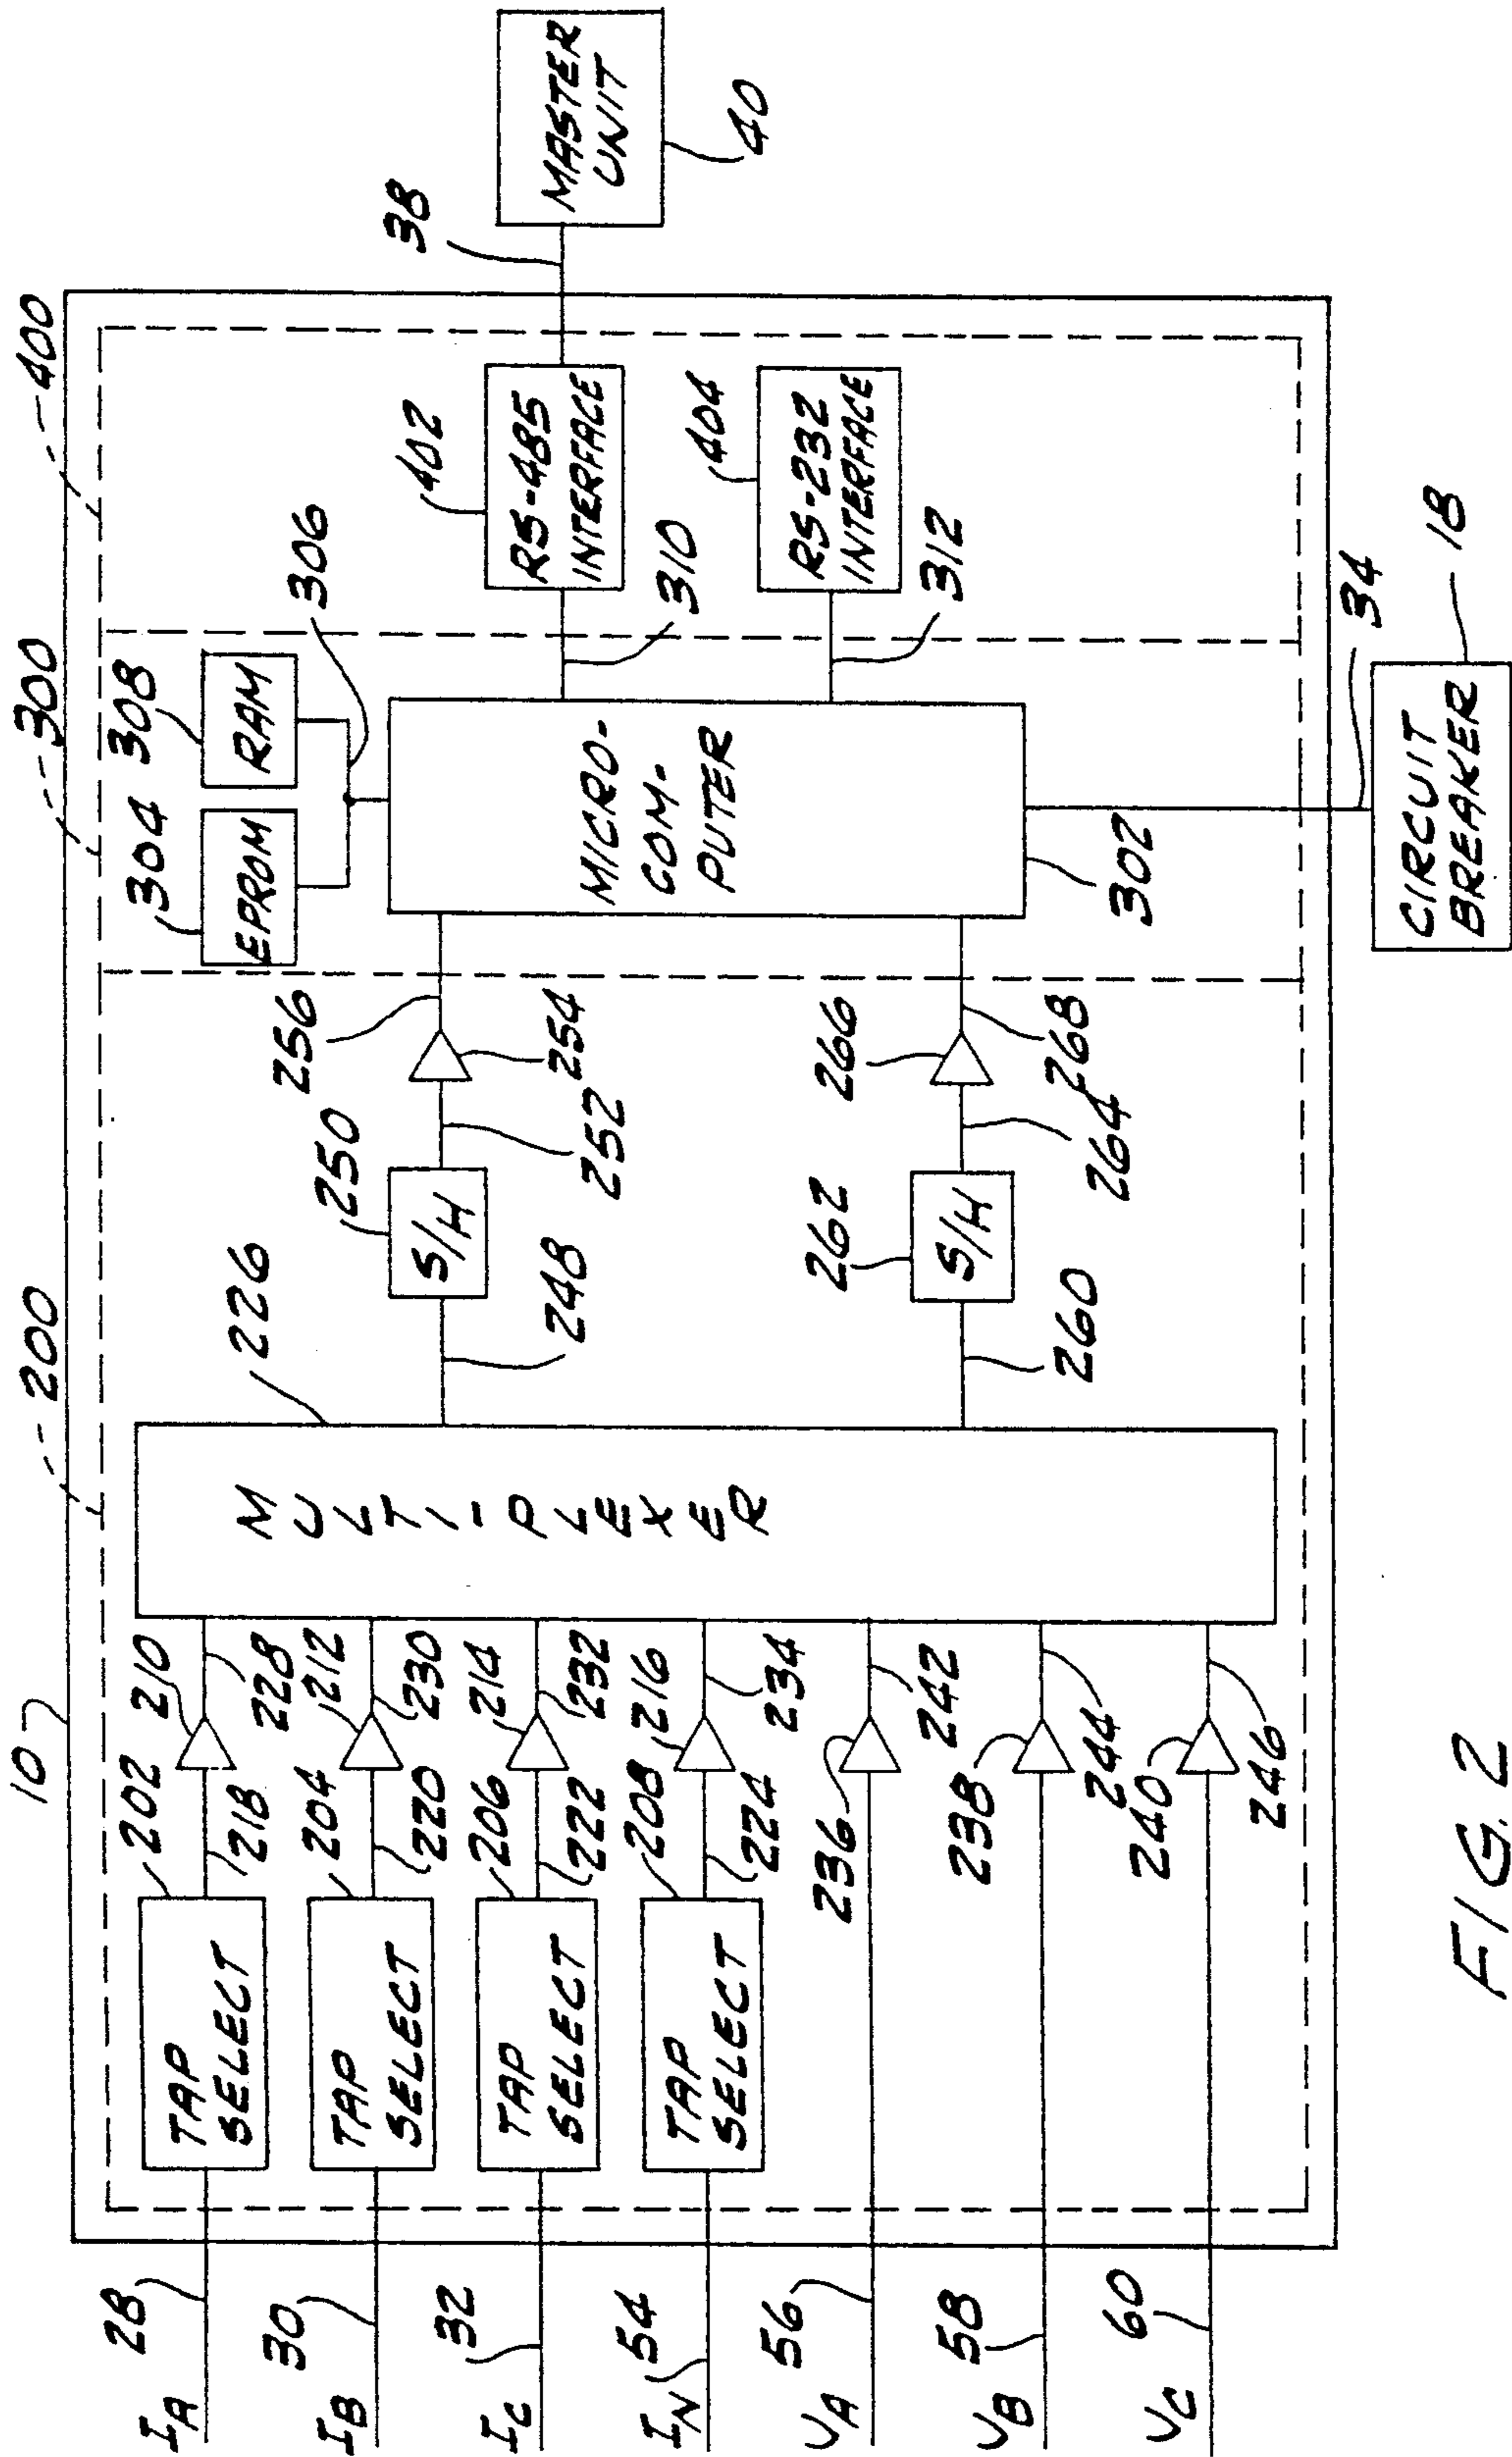 10
200
300
400
I_A
28
TAP
SELECT
202
218
210
228
I_B
30
TAP
SELECT
204
220
212
230
I_C
32
TAP
SELECT
206
222
214
232
I_N
54
TAP
SELECT
208
224
216
234
V_A
56
236
242
V_B
58
238
244
V_C
60
240
246
MULTIPLEXER
226
248
S/H
250
252
254
256
260
S/H
262
264
266
268
304
EPROM
308
RAM
306
MICRO-
COM-
PUTER
302
310
312
402
RS-485
INTERFACE
404
RS-232
INTERFACE
38
MASTER
UNIT
40
34
CIRCUIT
BREAKER
18
FIG. 2